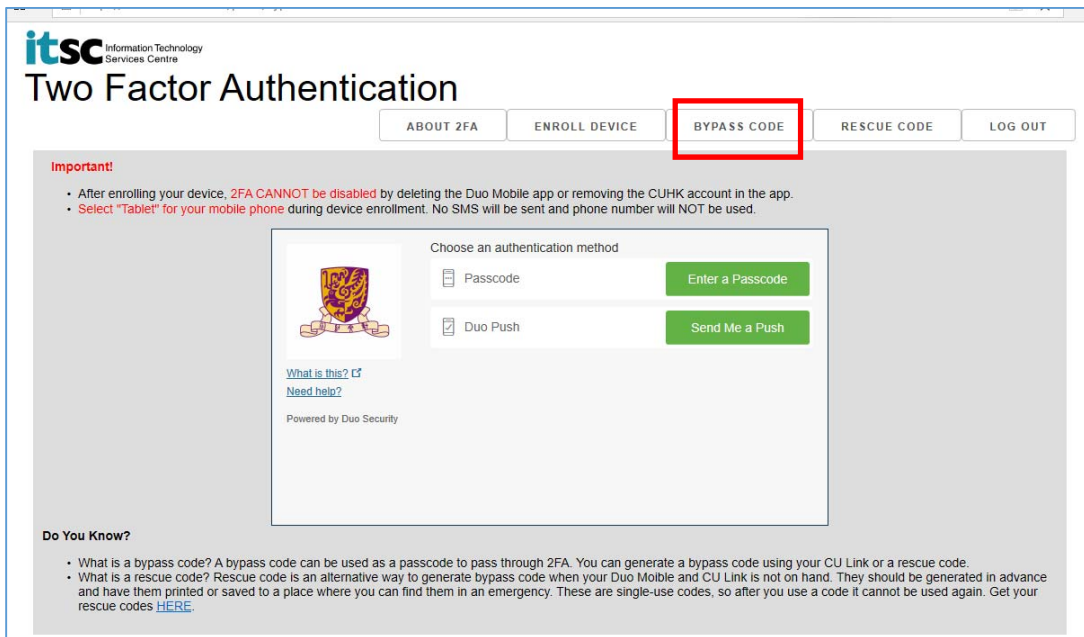 itsc Information Technology
Services Centre
Two Factor Authentication
ABOUT 2FA ENROLL DEVICE BYPASS CODE RESCUE CODE LOG OUT
Important!
• After enrolling your device, 2FA CANNOT be disabled by deleting the Duo Mobile app or removing the CUHK account in the app.
• Select "Tablet" for your mobile phone during device enrollment. No SMS will be sent and phone number will NOT be used.
Choose an authentication method
Passcode Enter a Passcode
Duo Push Send Me a Push
What is this?
Need help?
Powered by Duo Security
Do You Know?
• What is a bypass code? A bypass code can be used as a passcode to pass through 2FA. You can generate a bypass code using your CU Link or a rescue code.
• What is a rescue code? Rescue code is an alternative way to generate bypass code when your Duo Moible and CU Link is not on hand. They should be generated in advance
and have them printed or saved to a place where you can find them in an emergency. These are single-use codes, so after you use a code it cannot be used again. Get your
rescue codes HERE.